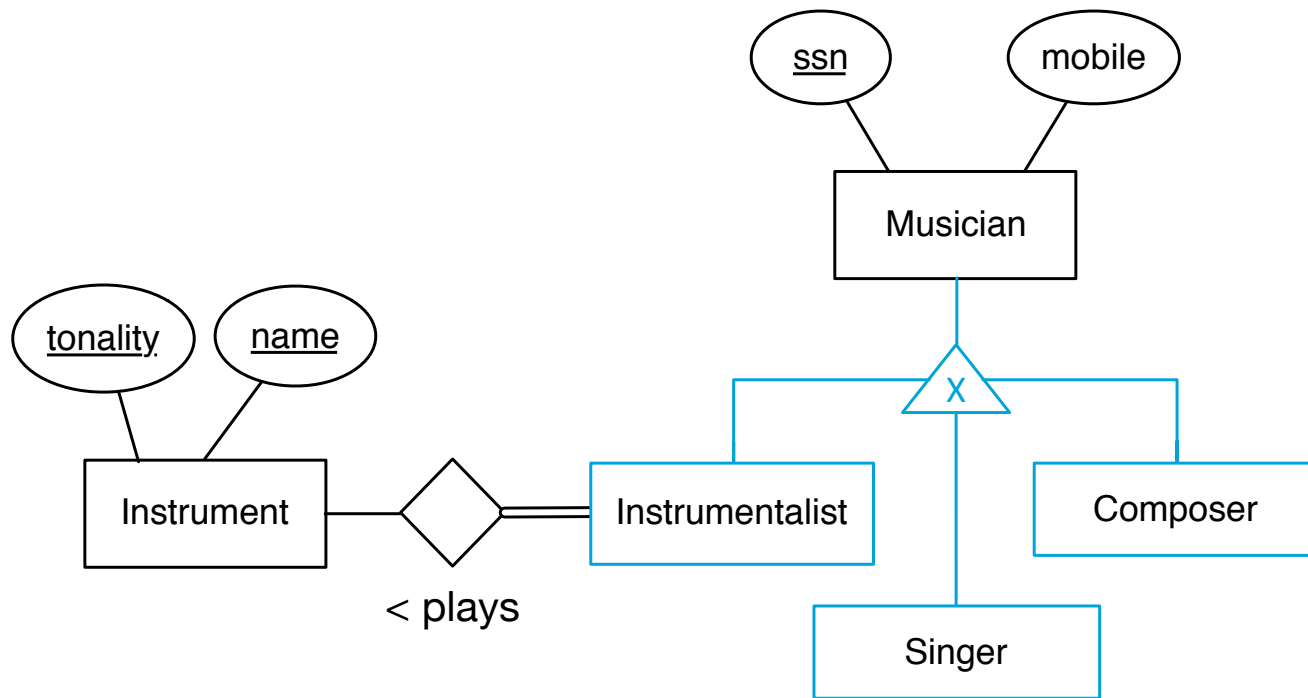 ssn
mobile
Musician
tonality
name
X
Instrument
Instrumentalist
Composer
< plays
Singer